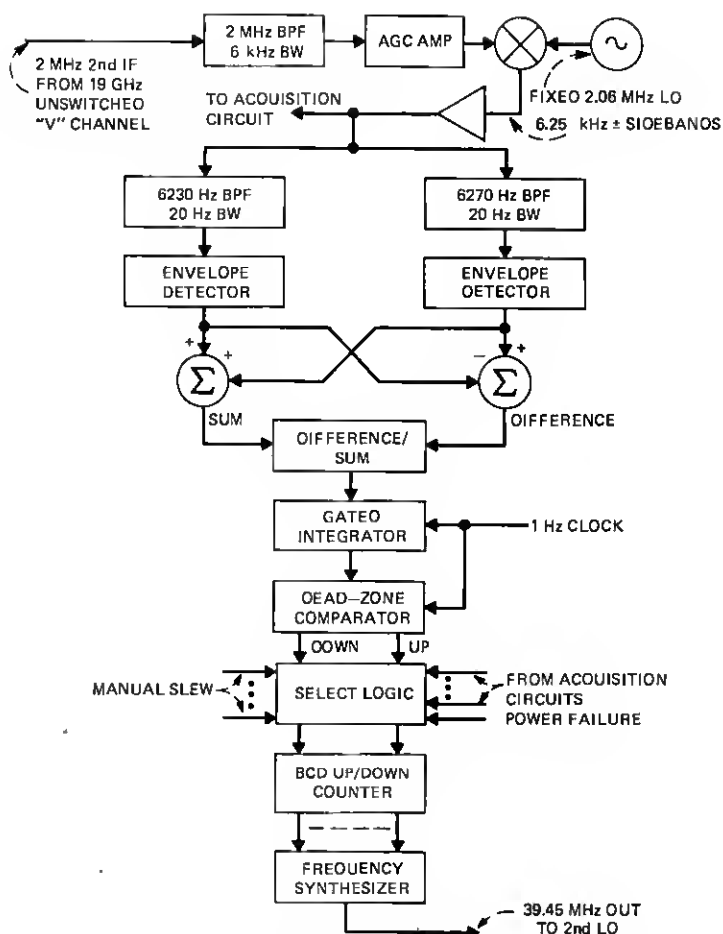 2 MHz BPF
6 kHz BW
AGC AMP
2 MHz 2nd IF
FROM 19 GHz
UNSWITCHEO
"V" CHANNEL
FIXEO 2.06 MHz LO
6.25 kHz ± SIOEBANOS
TO ACOUISITION
CIRCUIT
6230 Hz BPF
20 Hz BW
6270 Hz BPF
20 Hz BW
ENVELOPE
DETECTOR
ENVELOPE
OETECTOR
+ +
− +
Σ
Σ
SUM
OIFFERENCE
OIFFERENCE/
SUM
GATEO
INTEGRATOR
1 Hz CLOCK
OEAD–ZONE
COMPARATOR
OOWN UP
MANUAL SLEW
SELECT LOGIC
FROM ACOUISITION
CIRCUITS
POWER FAILURE
BCD UP/DOWN
COUNTER
FREOUENCY
SYNTHESIZER
39.45 MHz OUT
TO 2nd LO